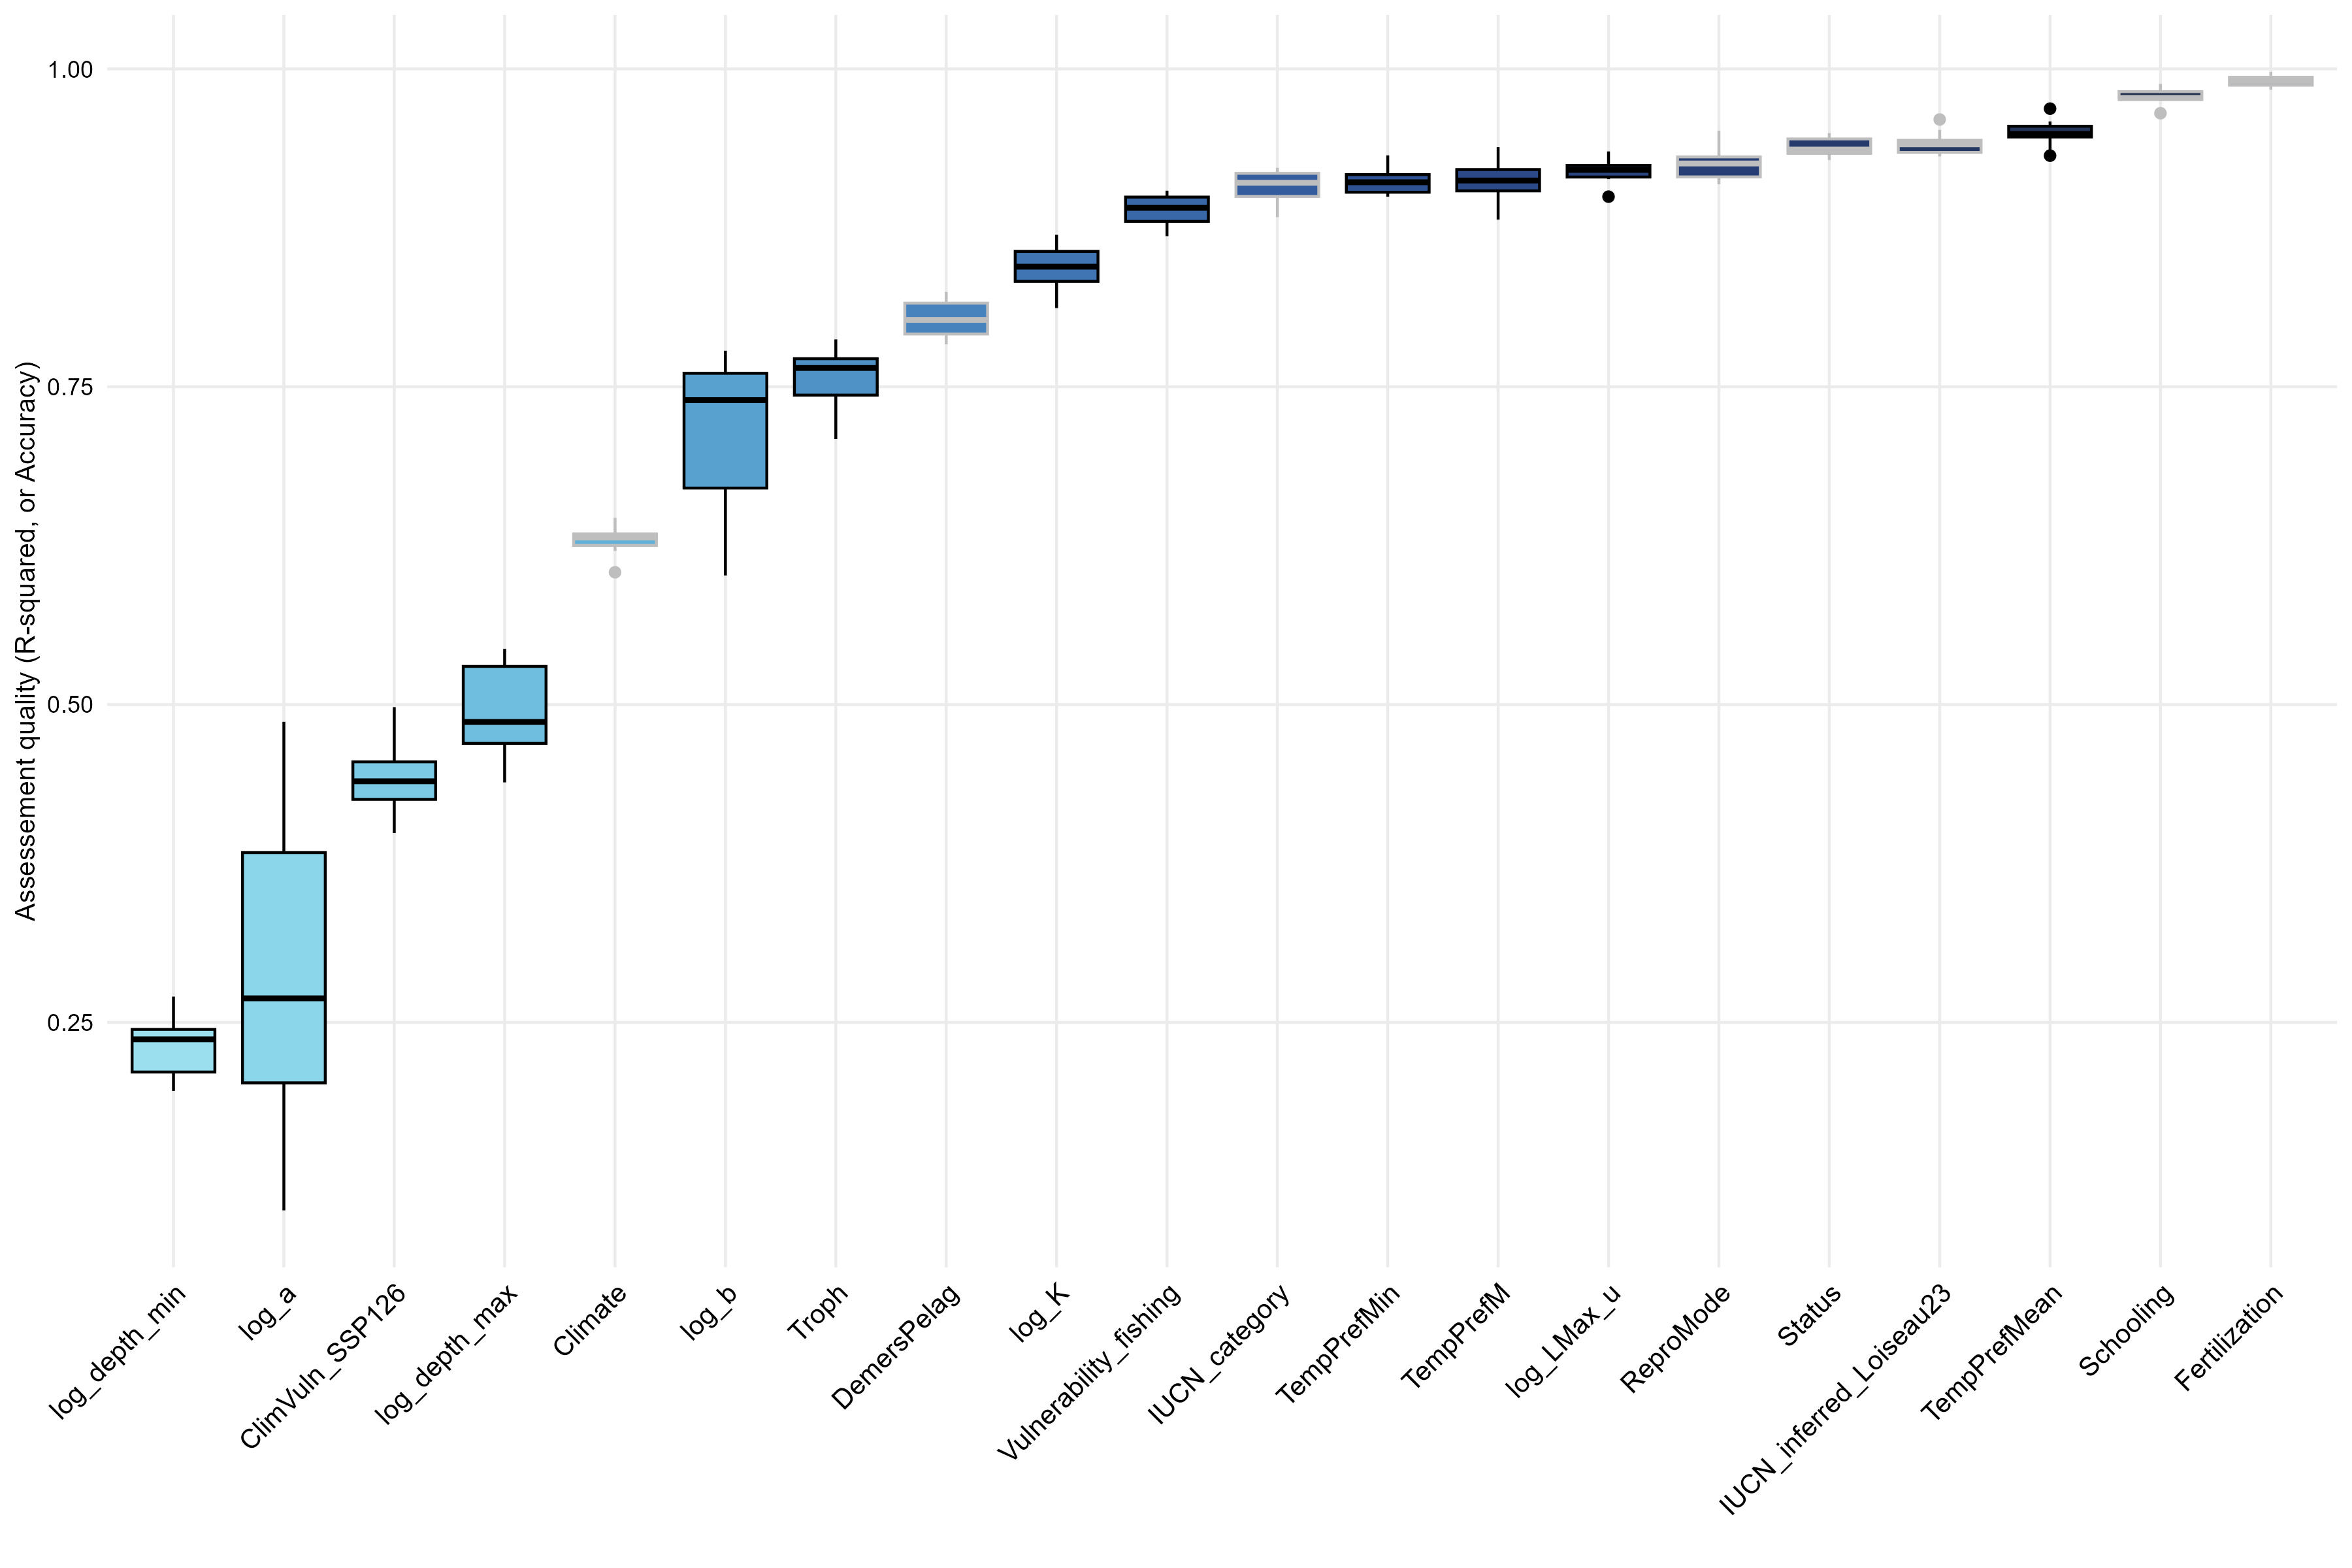 Assessement quality (R-squared, or Accuracy)
1.00
0.75
0.50
0.25
log_depth_min
log_a
ClimVuln_SSP126
log_depth_max
Climate
log_b
Troph
DemersPelag
log_K
Vulnerability_fishing
IUCN_category
TempPrefMin
TempPrefM
log_LMax_u
ReproMode
Status
IUCN_inferred_Loiseau23
TempPrefMean
Schooling
Fertilization